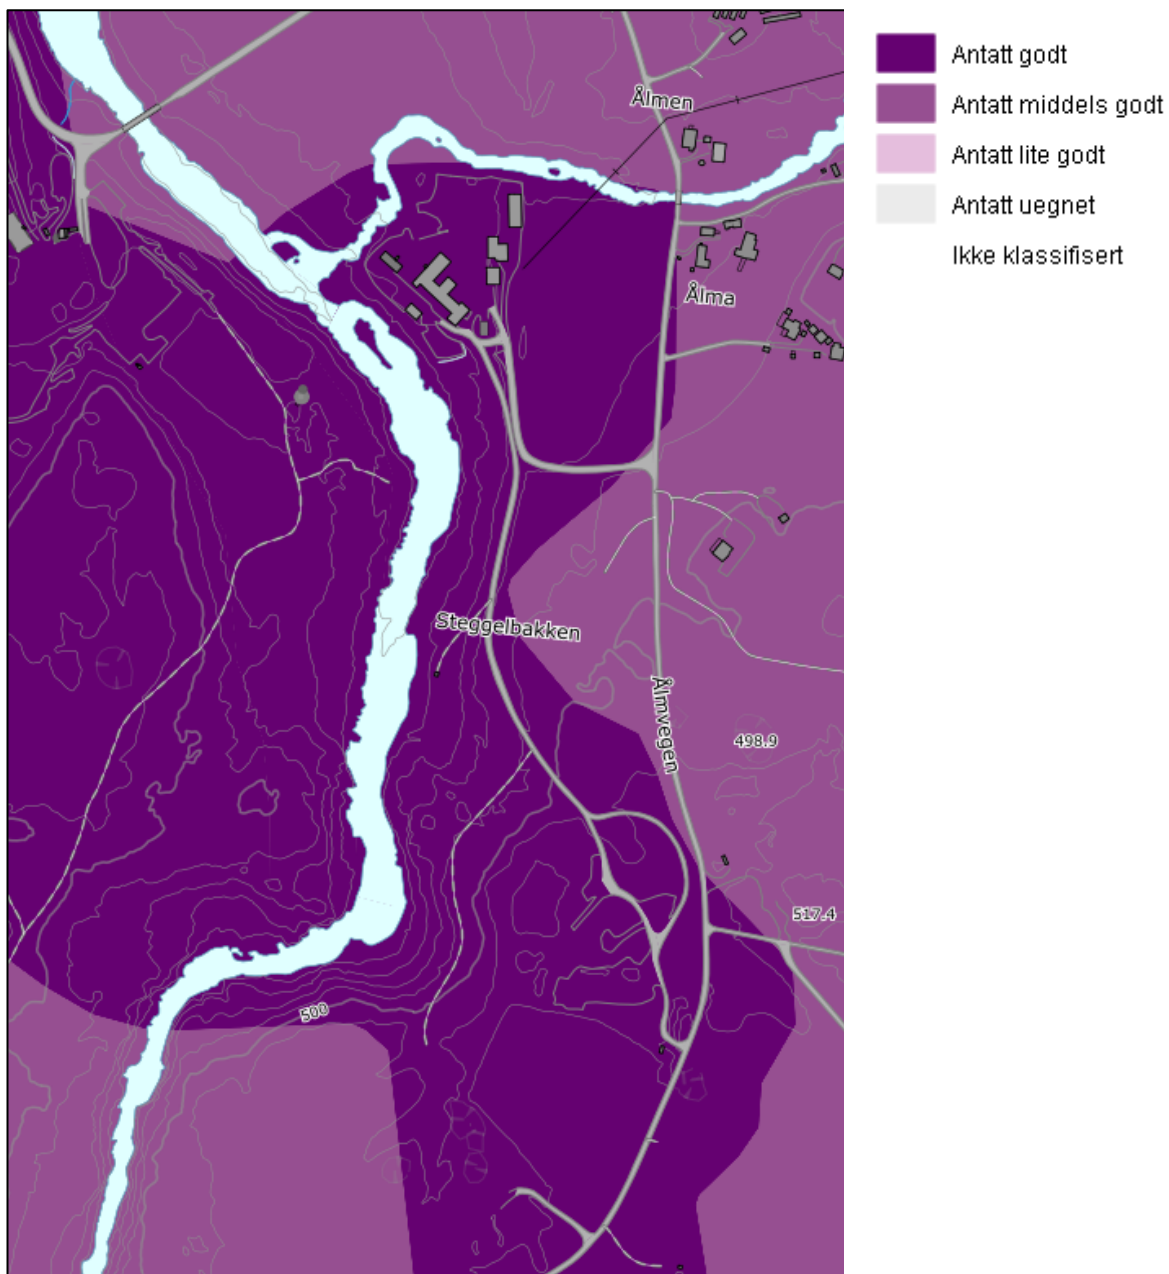 Antatt godt
Antatt middels godt
Antatt lite godt
Antatt uegnet
Ikke klassifisert
Ålmen
Ålma
Steggelbakken
Ålmvegen
498.9
517.4
500